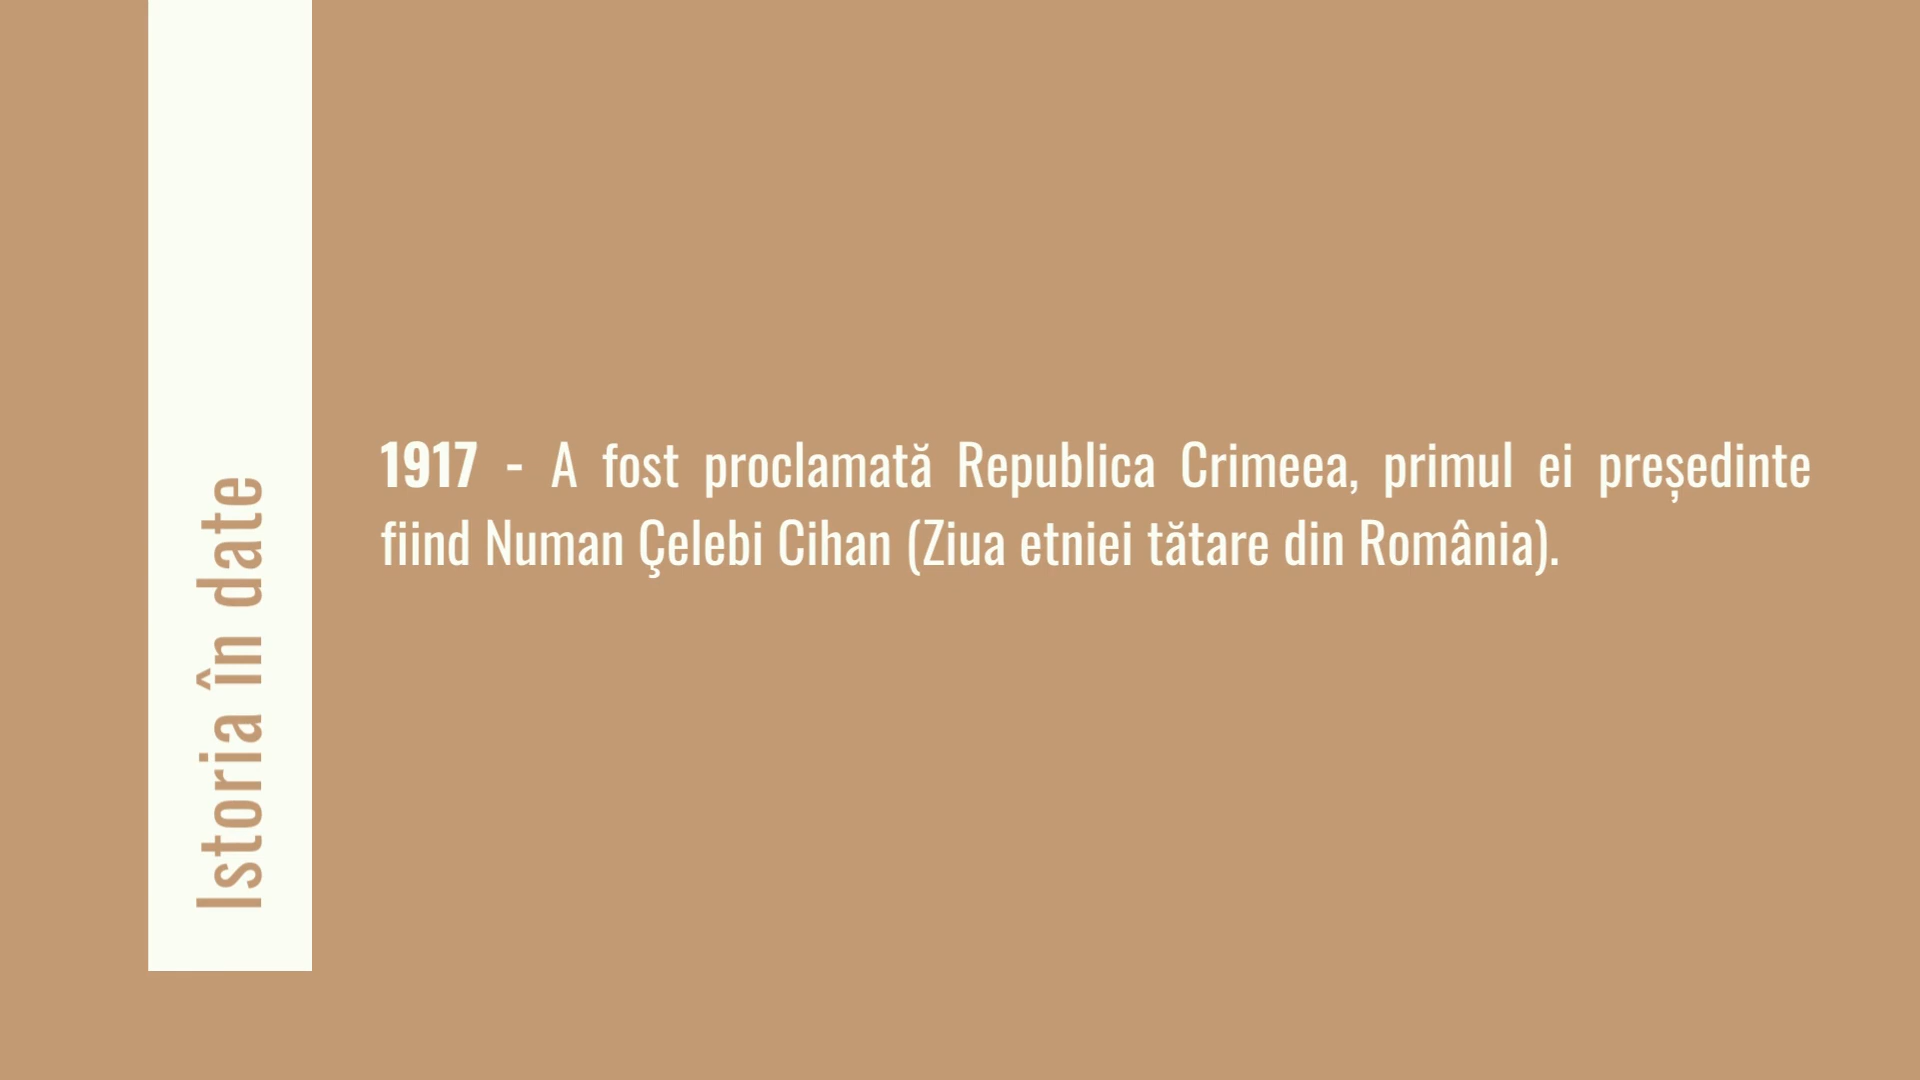 Istoria în date
1917 - A fost proclamată Republica Crimeea, primul ei președinte
fiind Numan Çelebi Cihan (Ziua etniei tătare din România).